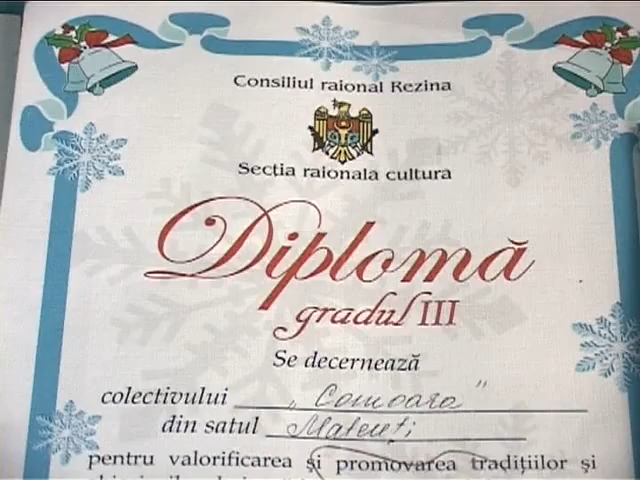 Consiliul raional Rezina
Secția raionala cultura
Diplomă
gradul III
Se decernează
colectivului „Comoara”
din satul Mateuți
pentru valorificarea și promovarea tradițiilor și